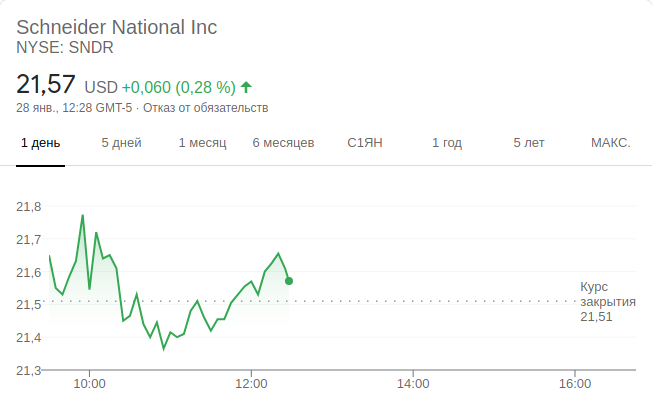 Schneider National Inc
NYSE: SNDR
21,57 USD +0,060 (0,28 %)
28 янв., 12:28 GMT-5 · Отказ от обязательств
1 день 5 дней 1 месяц 6 месяцев С1ЯН 1 год 5 лет МАКС.
21,8
21,7
21,6
21,5
21,4
21,3
Курс
закрытия
21,51
10:00 12:00 14:00 16:00